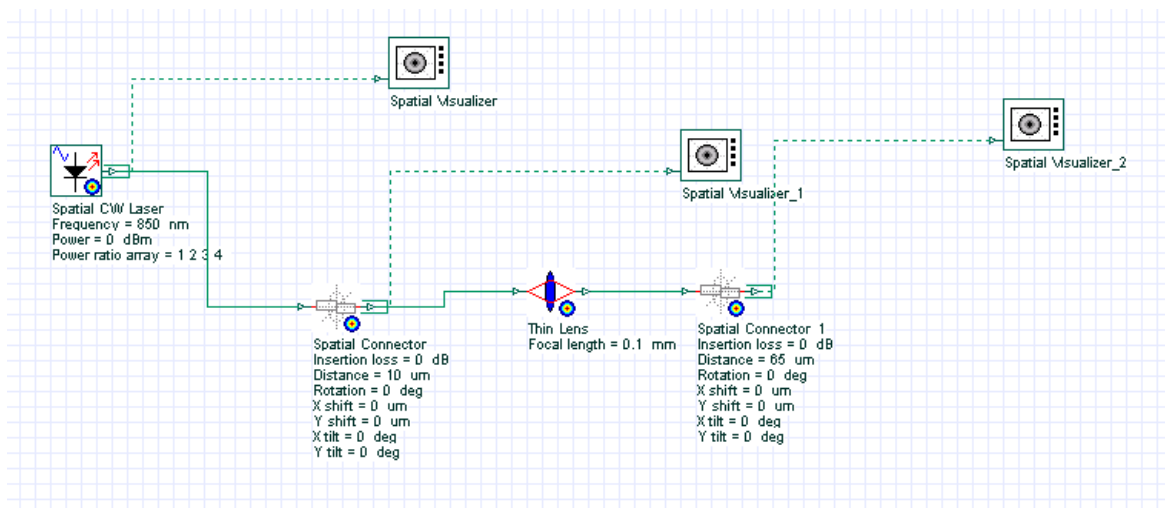 Spatial Visualizer
Spatial Visualizer_1
Spatial Visualizer_2
Spatial CW Laser
Frequency = 850 nm
Power = 0 dBm
Power ratio array = 1 2 3 4
Spatial Connector
Insertion loss = 0 dB
Distance = 10 um
Rotation = 0 deg
X shift = 0 um
Y shift = 0 um
X tilt = 0 deg
Y tilt = 0 deg
Thin Lens
Focal length = 0.1 mm
Spatial Connector 1
Insertion loss = 0 dB
Distance = 65 um
Rotation = 0 deg
X shift = 0 um
Y shift = 0 um
X tilt = 0 deg
Y tilt = 0 deg